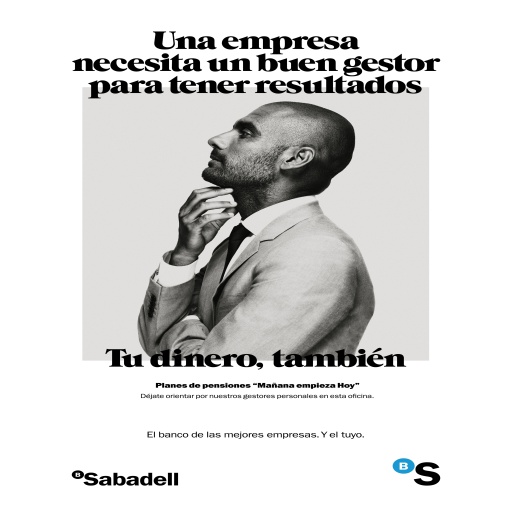 Una empresa
necesita un buen gestor
para tener resultados
Tu dinero, también
Planes de pensiones “Mañana empieza Hoy”
Déjate orientar por nuestros gestores personales en esta oficina.
El banco de las mejores empresas. Y el tuyo.
B Sabadell
B S